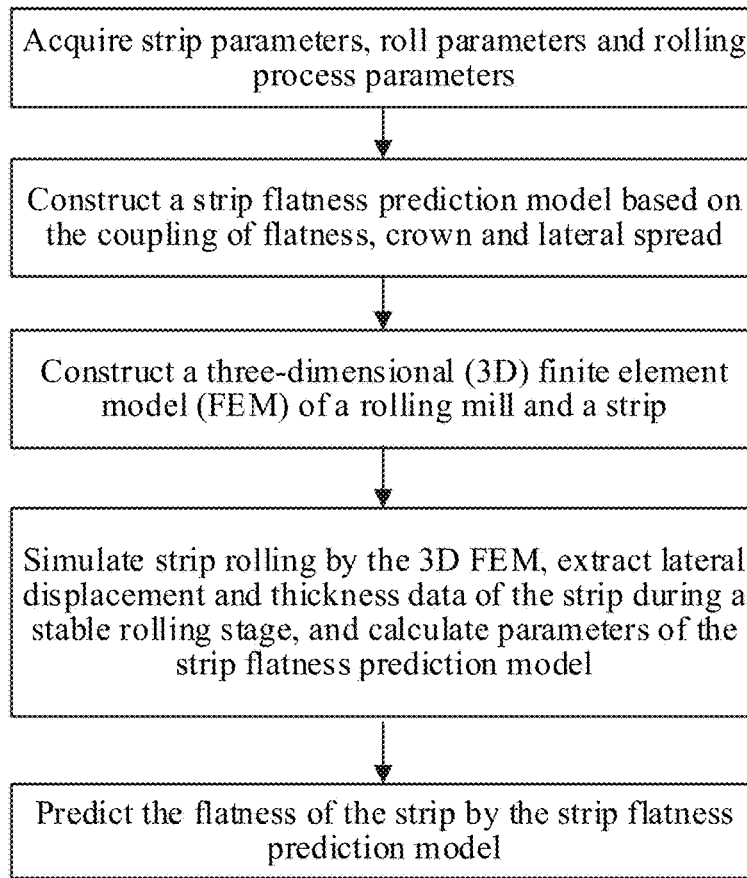 Acquire strip parameters, roll parameters and rolling
process parameters
Construct a strip flatness prediction model based on
the coupling of flatness, crown and lateral spread
Construct a three-dimensional (3D) finite element
model (FEM) of a rolling mill and a strip
Simulate strip rolling by the 3D FEM, extract lateral
displacement and thickness data of the strip during a
stable rolling stage, and calculate parameters of the
strip flatness prediction model
Predict the flatness of the strip by the strip flatness
prediction model